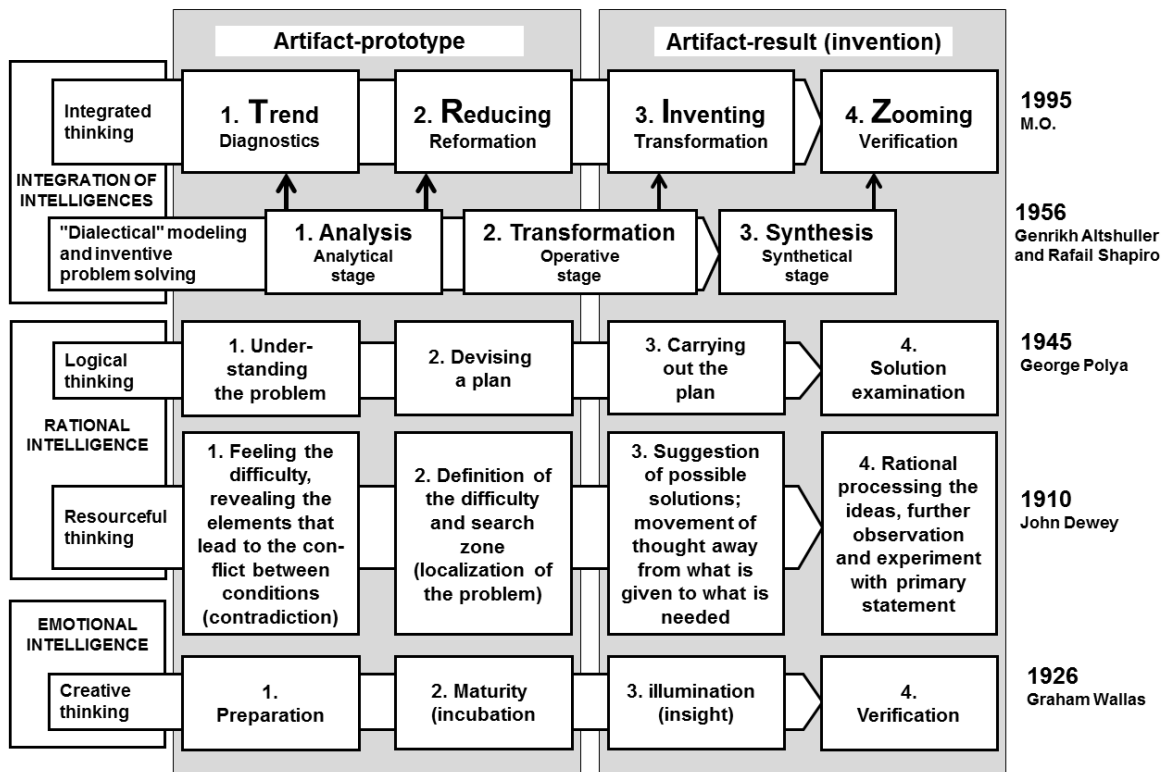 Artifact-prototype
Artifact-result (invention)
Integrated
thinking
1. Trend
Diagnostics
2. Reducing
Reformation
3. Inventing
Transformation
4. Zooming
Verification
1995
M.O.
INTEGRATION OF
INTELLIGENCES
"Dialectical" modeling
and inventive
problem solving
1. Analysis
Analytical
stage
2. Transformation
Operative
stage
3. Synthesis
Synthetical
stage
1956
Genrikh Altshuller
and Rafail Shapiro
Logical
thinking
1. Under-
standing
the problem
2. Devising
a plan
3. Carrying
out the
plan
4.
Solution
examination
1945
George Polya
RATIONAL
INTELLIGENCE
Resourceful
thinking
1. Feeling the
difficulty,
revealing the
elements that
lead to the con-
flict between
conditions
(contradiction)
2. Definition of
the difficulty
and search
zone
(localization of
the problem)
3. Suggestion
of possible
solutions;
movement of
thought away
from what is
given to what is
needed
4. Rational
processing the
ideas, further
observation
and experiment
with primary
statement
1910
John Dewey
EMOTIONAL
INTELLIGENCE
Creative
thinking
1.
Preparation
2. Maturity
(incubation
3. illumination
(insight)
4.
Verification
1926
Graham Wallas